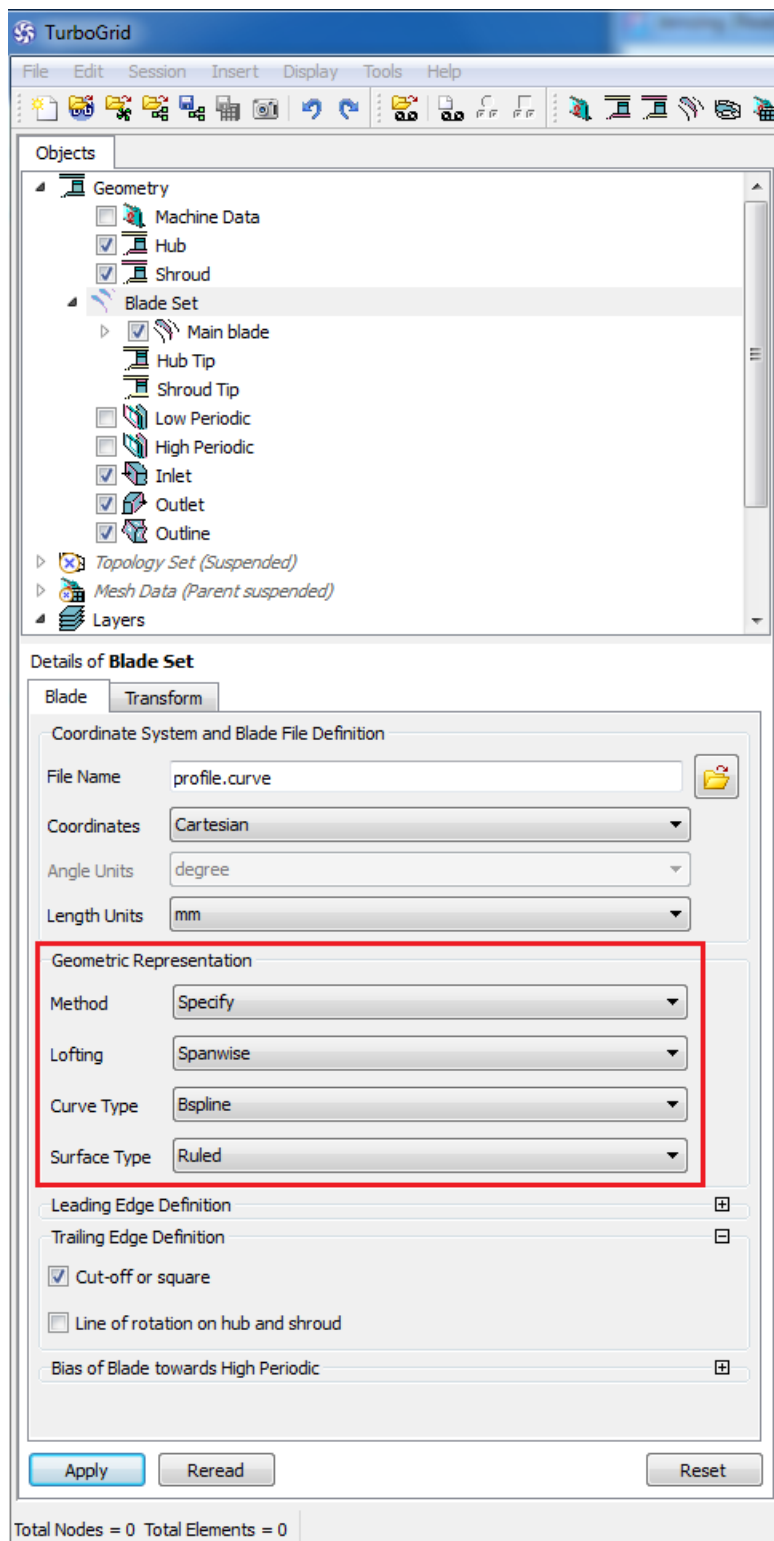 TurboGrid
File Edit Session Insert Display Tools Help
Objects
Geometry
Machine Data
Hub
Shroud
Blade Set
Main blade
Hub Tip
Shroud Tip
Low Periodic
High Periodic
Inlet
Outlet
Outline
Topology Set (Suspended)
Mesh Data (Parent suspended)
Layers
Details of Blade Set
Blade Transform
Coordinate System and Blade File Definition
File Name profile.curve
Coordinates Cartesian
Angle Units degree
Length Units mm
Geometric Representation
Method Specify
Lofting Spanwise
Curve Type Bspline
Surface Type Ruled
Leading Edge Definition
Trailing Edge Definition
Cut-off or square
Line of rotation on hub and shroud
Bias of Blade towards High Periodic
Apply Reread Reset
Total Nodes = 0 Total Elements = 0